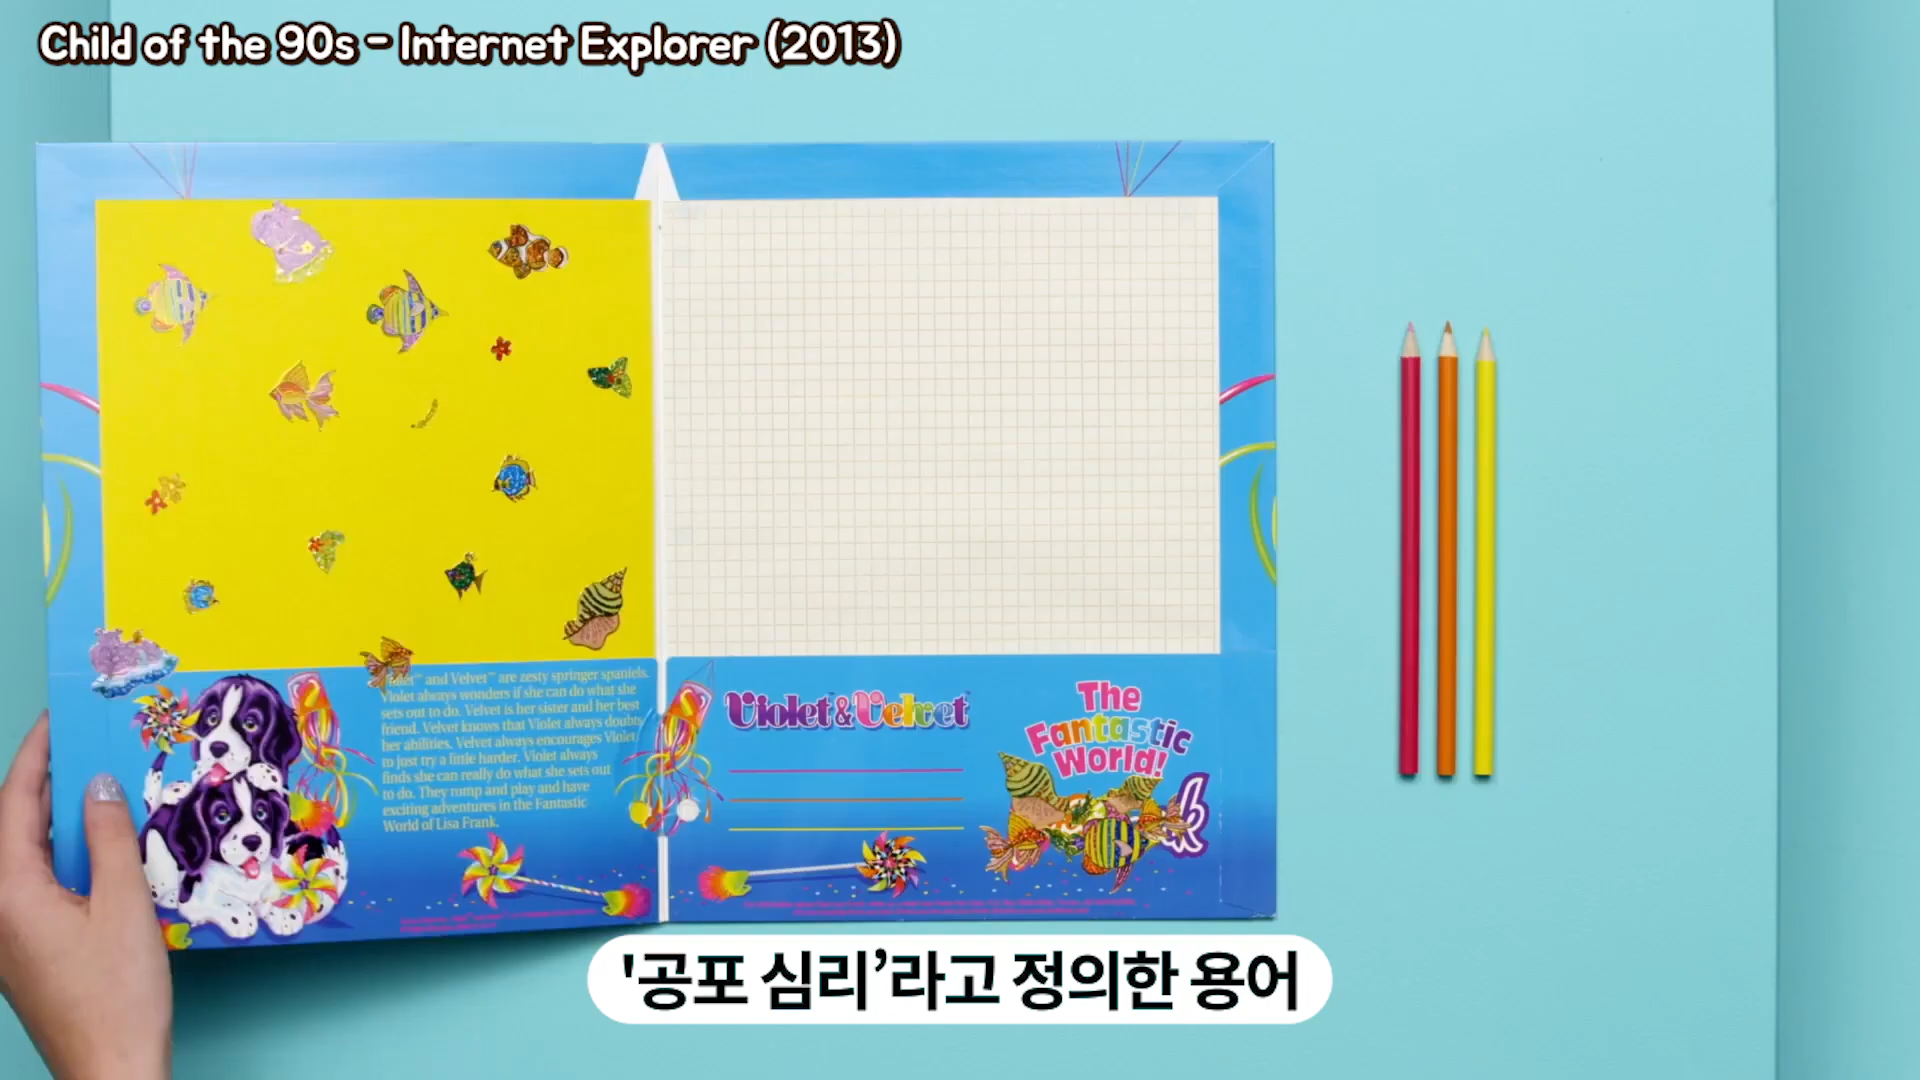 Child of the 90s - Internet Explorer (2013)
and Velvet™ are zesty springer spaniels.
Violet always wonders if she can do what she
sets out to do. Velvet is her sister and her best
friend. Velvet knows that Violet always doubts
her abilities. Velvet always encourages Violet
to just try a little harder. Violet always
finds she can really do what she sets out
to do. They romp and play and have
exciting adventures in the Fantastic
World of Lisa Frank.
Violet & Velvet™
The
Fantastic
World!
'공포 심리’라고 정의한 용어